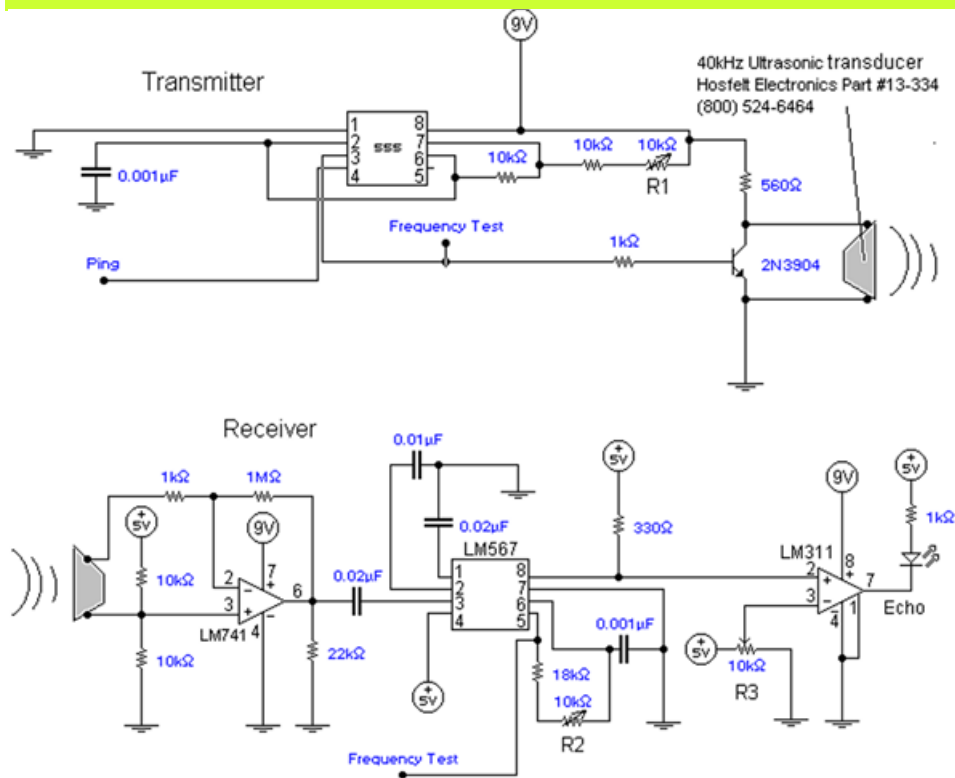 9V
40kHz Ultrasonic transducer
Hosfelt Electronics Part #13-334
(800) 524-6464
Transmitter
1
2
3
4
sss
8
7
6
5
0.001µF
10kΩ
10kΩ
10kΩ
R1
560Ω
Frequency Test
1kΩ
Ping
2N3904
Receiver
0.01µF
1kΩ
1MΩ
+
5V
9V
10kΩ
10kΩ
2
3
-
+
7
+
6
4
-
LM741
0.02µF
22kΩ
0.02µF
LM567
1
2
3
4
8
7
6
5
+
5V
+
5V
330Ω
0.001µF
18kΩ
10kΩ
R2
Frequency Test
9V
LM311
2
3
+
-
8
+
7
1
-
4
+
5V
1kΩ
Echo
+
5V
10kΩ
R3